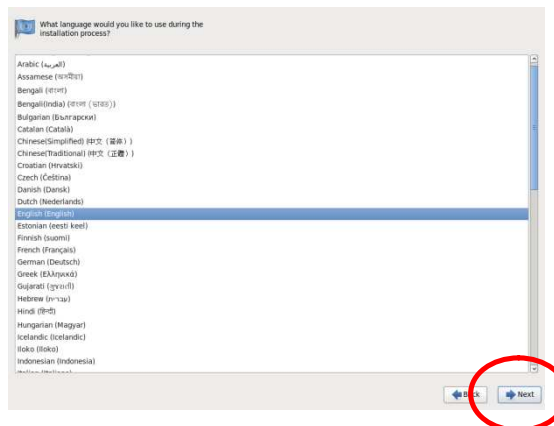 What language would you like to use during the
installation process?
Arabic (العربية)
Assamese (অসমীয়া)
Bengali (বাংলা)
Bengali(India) (বাংলা (ভারত))
Bulgarian (Български)
Catalan (Català)
Chinese(Simplified) (中文（简体）)
Chinese(Traditional) (中文（正體）)
Croatian (Hrvatski)
Czech (Čeština)
Danish (Dansk)
Dutch (Nederlands)
English (English)
Estonian (eesti keel)
Finnish (suomi)
French (Français)
German (Deutsch)
Greek (Ελληνικά)
Gujarati (ગુજરાતી)
Hebrew (עברית)
Hindi (हिन्दी)
Hungarian (Magyar)
Icelandic (Icelandic)
Iloko (Iloko)
Indonesian (Indonesia)
Back Next